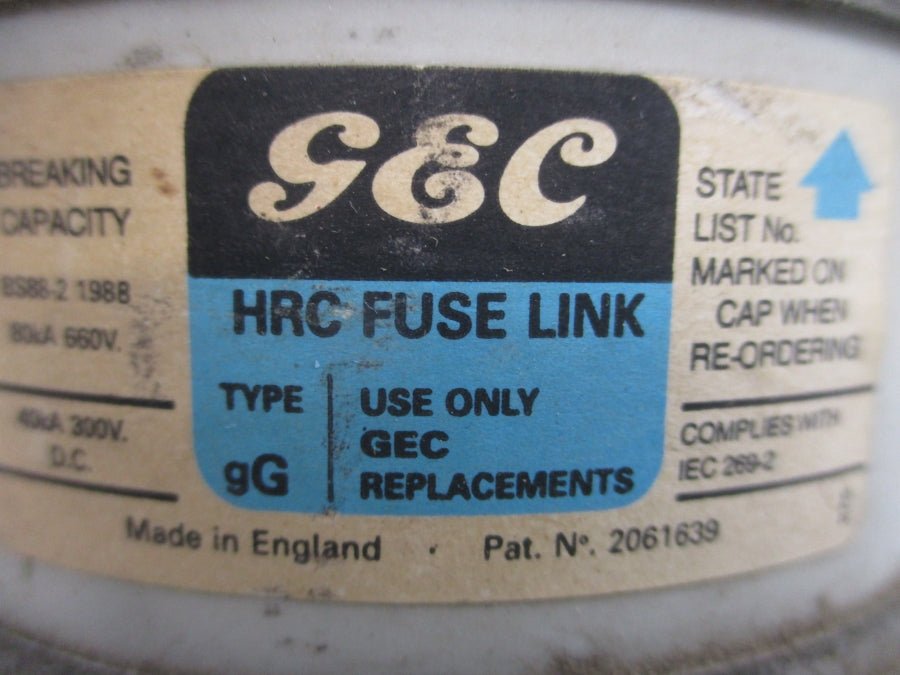 BREAKING
CAPACITY
BS88-2 1988
80kA 660V.
40kA 300V.
D.C.
GEC
HRC FUSE LINK
TYPE
gG
USE ONLY
GEC
REPLACEMENTS
STATE
LIST No.
MARKED ON
CAP WHEN
RE-ORDERING
COMPLIES WITH
IEC 269-2
Made in England · Pat. Nº. 2061639